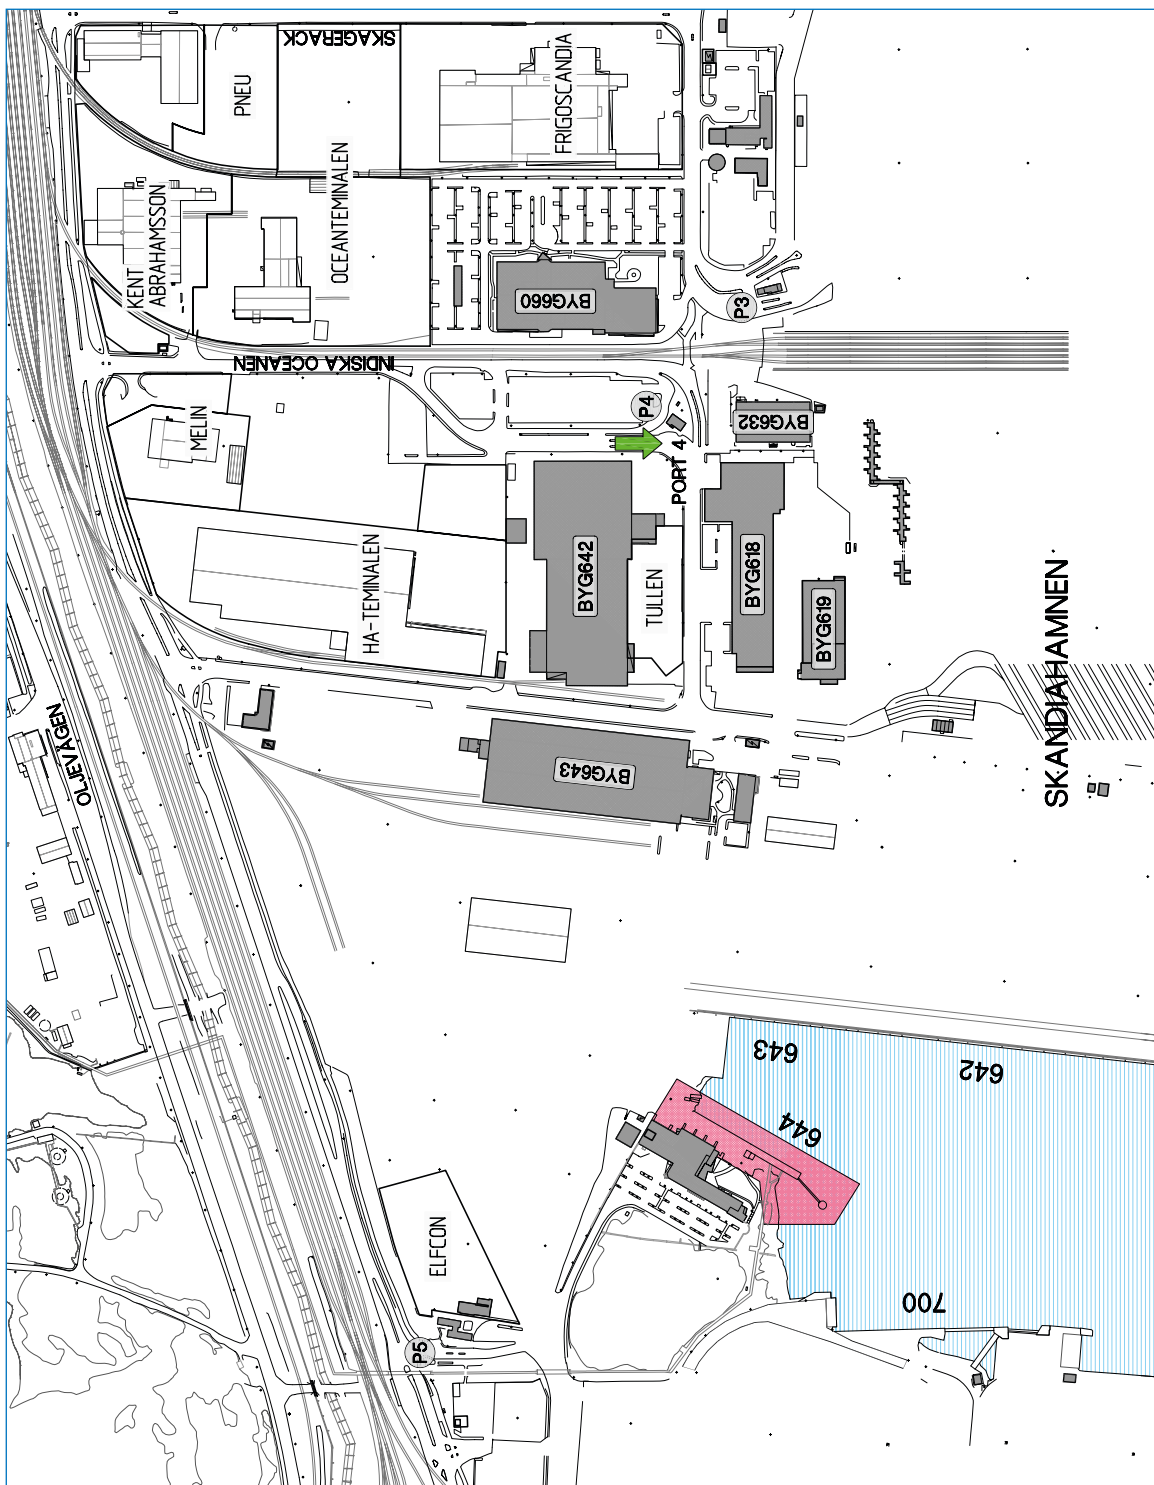 SKAGERACK
PNEU
FRIGOSCANDIA
OCEANTEMINALEN
KENT
ABRAHAMSSON
BYG660
P3
INDISKA OCEANEN
MELIN
P4
BYG632
PORT 4
HA-TEMINALEN
BYG642
TULLEN
BYG618
BYG619
SKANDIAHAMNEN
OLJEVÄGEN
BYG643
643
642
644
ELFCON
700
P5